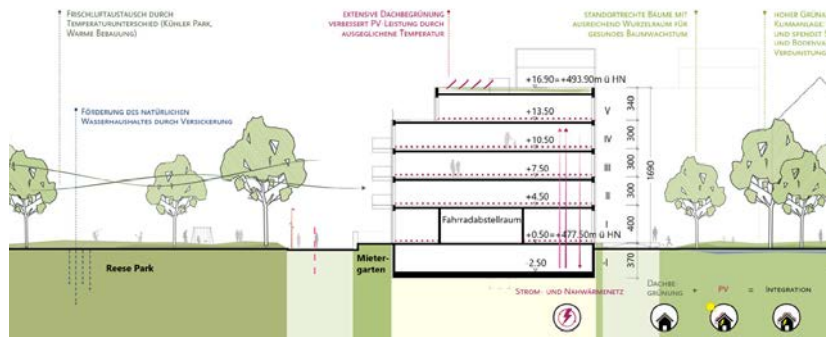 FRISCHLUFTAUSTAUSCH DURCH
TEMPERATURUNTERSCHIED (KÜHLER PARK,
WARME BEBAUUNG)
FÖRDERUNG DES NATÜRLICHEN
WASSERHAUSHALTES DURCH VERSICKERUNG
EXTENSIVE DACHBEGRÜNUNG
VERBESSERT PV LEISTUNG DURCH
AUSGEGLICHENE TEMPERATUR
STANDORTRECHTE BÄUME MIT
AUSREICHEND WURZELRAUM FÜR
GESUNDES BAUMWACHSTUM
HOHER GRÜNA
KLIMAANLAGE:
UND SPENDET
UND BODENVA
VERDUNSTUNG
+16.90=+493.90m ü HN
+13.50
+10.50
+7.50
+4.50
+0.50=+477.50m ü HN
-2.50
V
IV
III
II
I
-I
340
300
300
300
400
370
1690
Fahrradabstellraum
Reese Park
Mieter-
garten
STROM- UND NAHWÄRMENETZ
DACHBE-
GRÜNUNG + PV = INTEGRATION